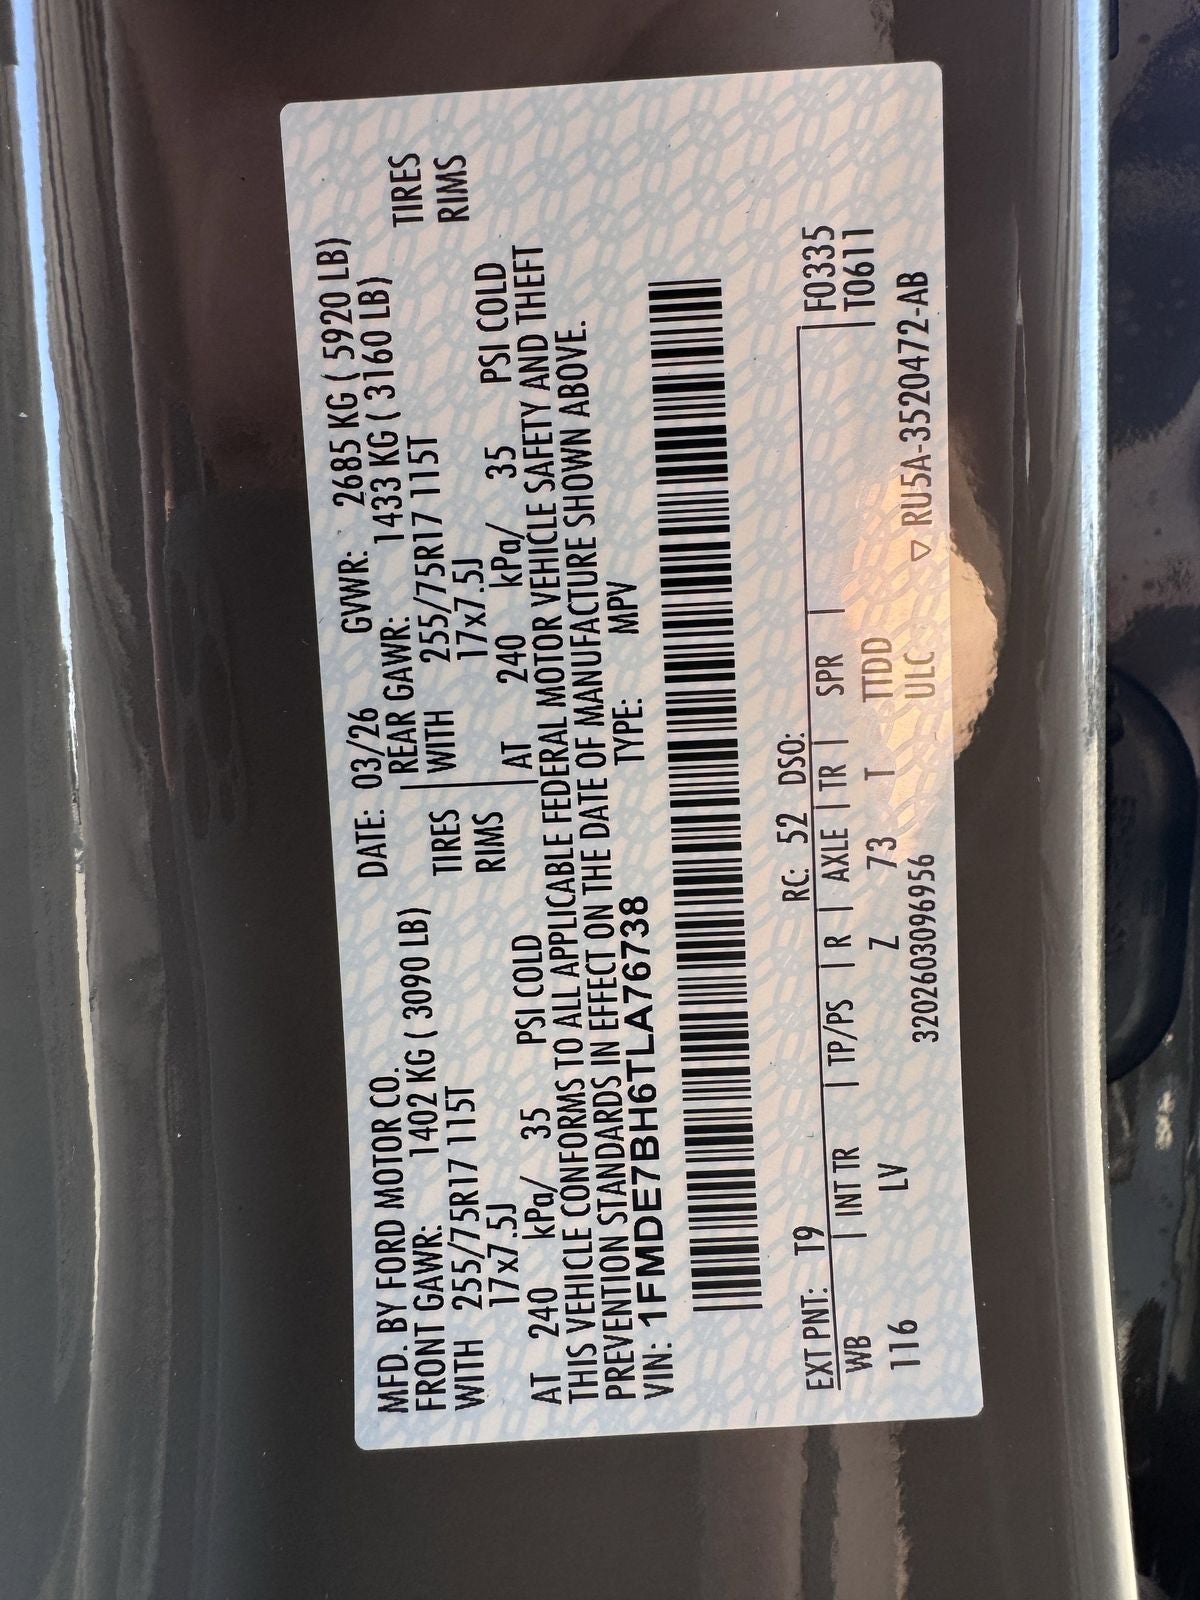 MFD. BY FORD MOTOR CO.
DATE: 03/26 GVWR: 2685 KG ( 5920 LB)
FRONT GAWR: 1402 KG ( 3090 LB) REAR GAWR: 1433 KG ( 3160 LB)
WITH 255/75R17 115T TIRES WITH 255/75R17 115T TIRES
17x7.5J RIMS 17x7.5J RIMS
AT 240 kPa/ 35 PSI COLD AT 240 kPa/ 35 PSI COLD
THIS VEHICLE CONFORMS TO ALL APPLICABLE FEDERAL MOTOR VEHICLE SAFETY AND THEFT
PREVENTION STANDARDS IN EFFECT ON THE DATE OF MANUFACTURE SHOWN ABOVE.
VIN: 1FMDE7BH6TLA76738 TYPE: MPV
EXT PNT: T9 RC: 52 DSO: F0335
WB | INT TR | TP/PS | R | AXLE | TR | SPR | T0611
116 LV Z 73 T TTDD
3202603096956 ULC ▽ RU5A-3520472-AB